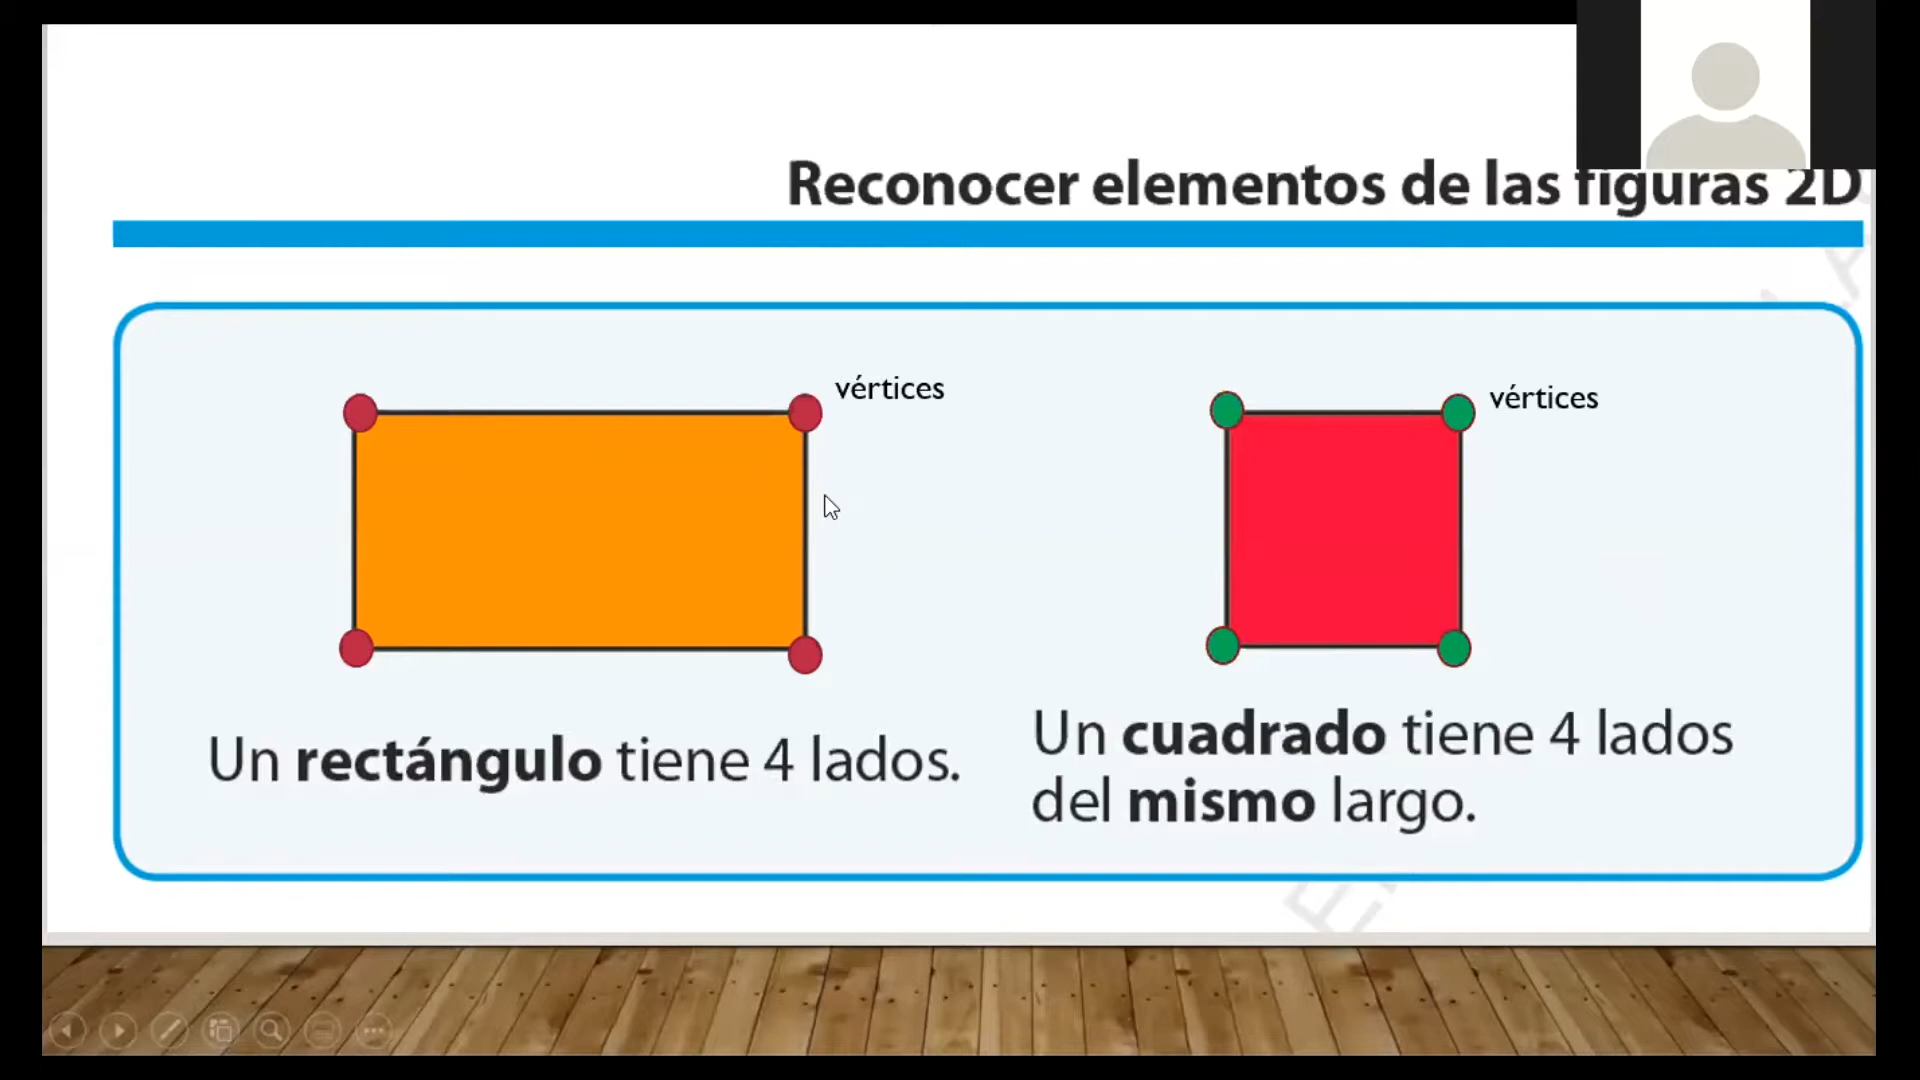 Reconocer elementos de las figuras 2D
vértices
vértices
Un rectángulo tiene 4 lados.
Un cuadrado tiene 4 lados
del mismo largo.